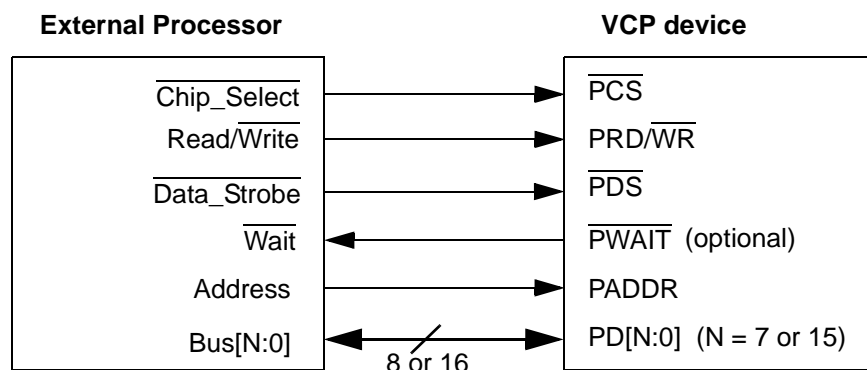 External Processor VCP device
Chip_Select PCS
Read/Write PRD/WR
Data_Strobe PDS
Wait PWAIT (optional)
Address PADDR
Bus[N:0] PD[N:0] (N = 7 or 15)
8 or 16